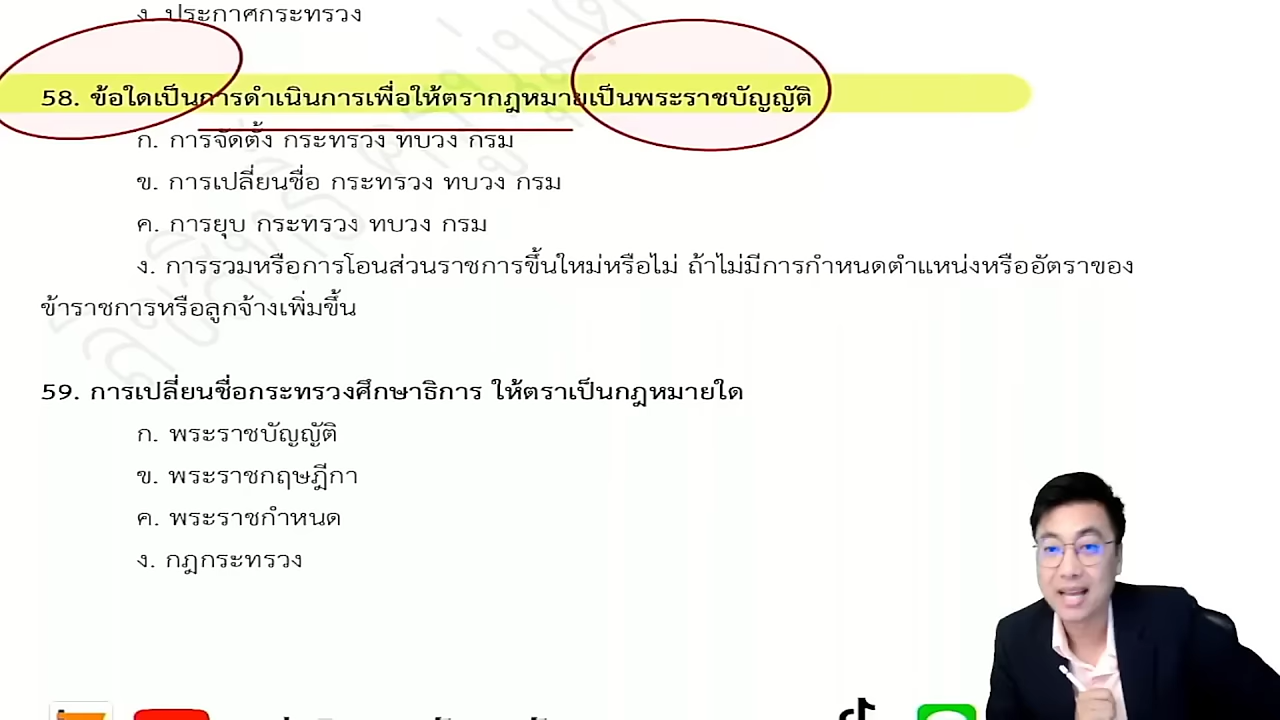 ง. ประกาศกระทรวง
58. ข้อใดเป็นการดำเนินการเพื่อให้ตรากฎหมายเป็นพระราชบัญญัติ
ก. การจัดตั้ง กระทรวง ทบวง กรม
ข. การเปลี่ยนชื่อ กระทรวง ทบวง กรม
ค. การยุบ กระทรวง ทบวง กรม
ง. การรวมหรือการโอนส่วนราชการขึ้นใหม่หรือไม่ ถ้าไม่มีการกำหนดตำแหน่งหรืออัตราของ
ข้าราชการหรือลูกจ้างเพิ่มขึ้น
59. การเปลี่ยนชื่อกระทรวงศึกษาธิการ ให้ตราเป็นกฎหมายใด
ก. พระราชบัญญัติ
ข. พระราชกฤษฎีกา
ค. พระราชกำหนด
ง. กฎกระทรวง